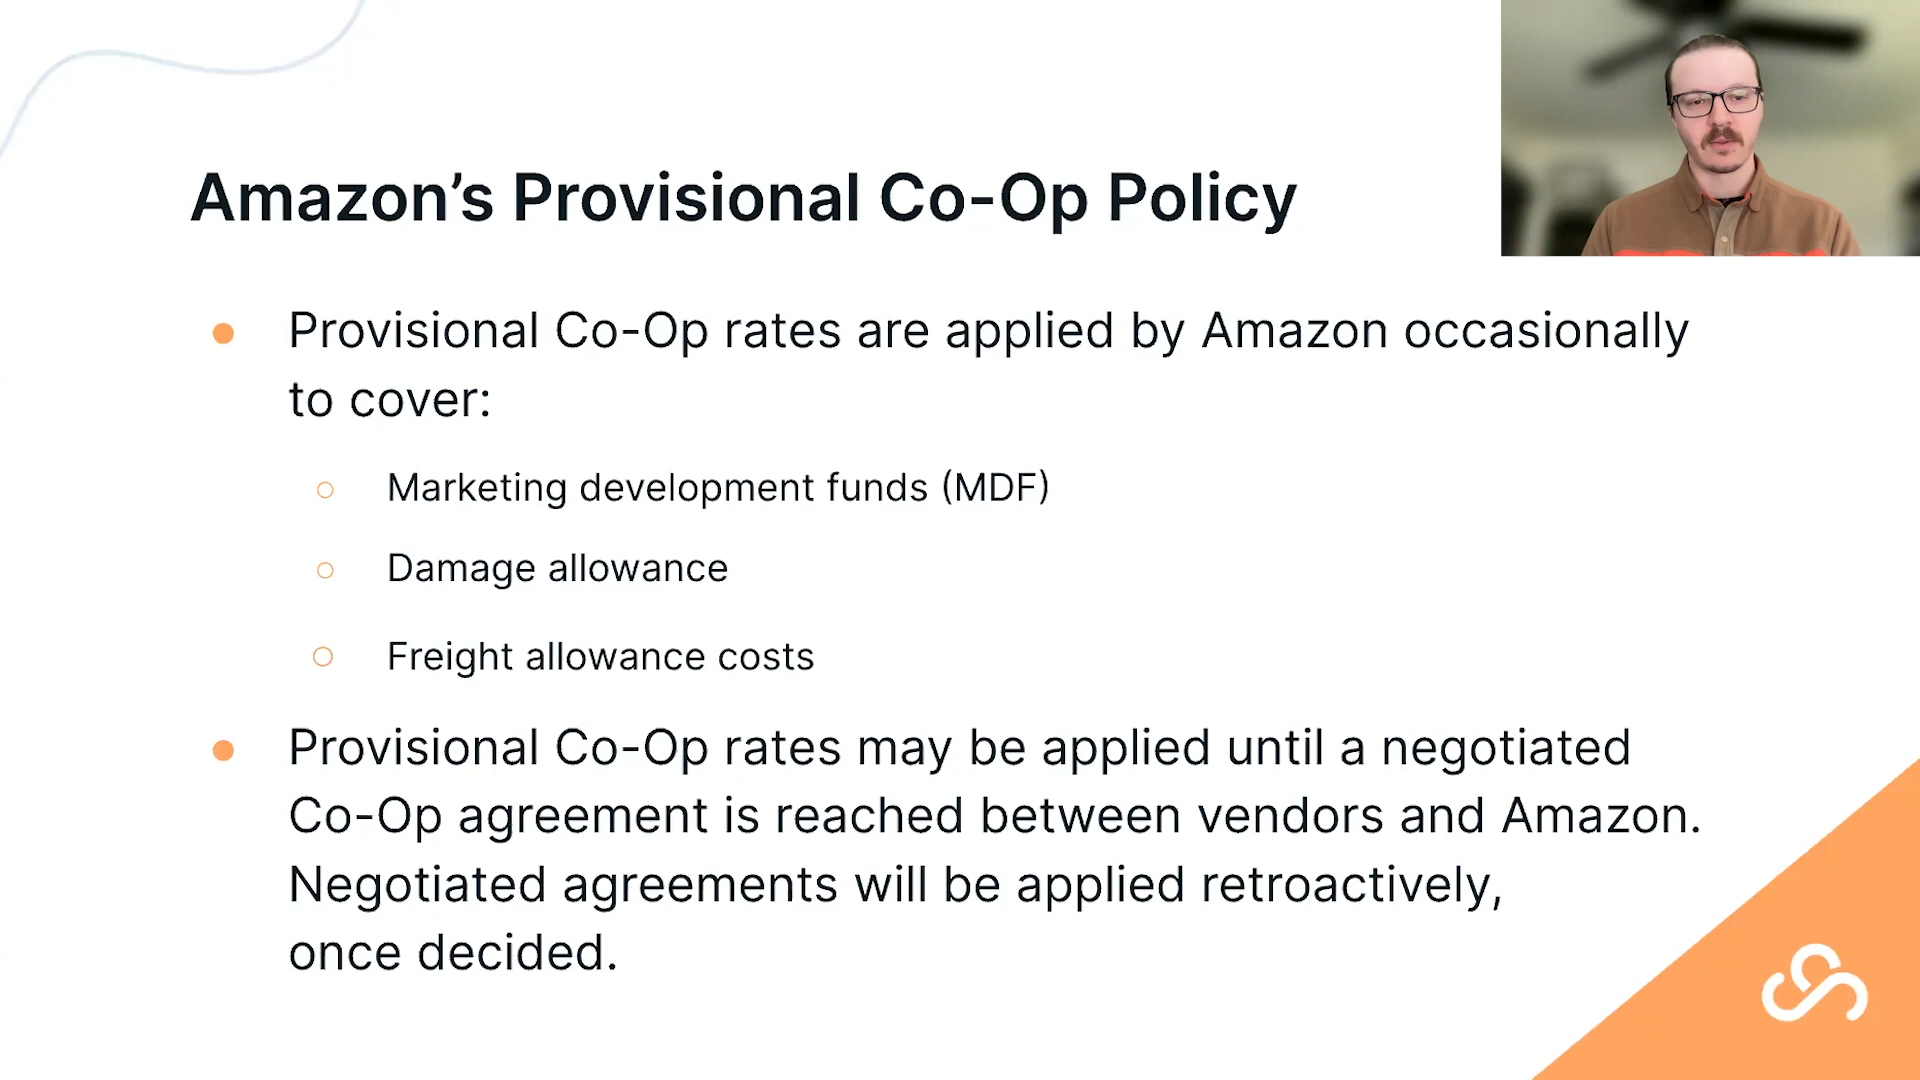 Amazon’s Provisional Co-Op Policy
Provisional Co-Op rates are applied by Amazon occasionally
to cover:
Marketing development funds (MDF)
Damage allowance
Freight allowance costs
Provisional Co-Op rates may be applied until a negotiated
Co-Op agreement is reached between vendors and Amazon.
Negotiated agreements will be applied retroactively,
once decided.